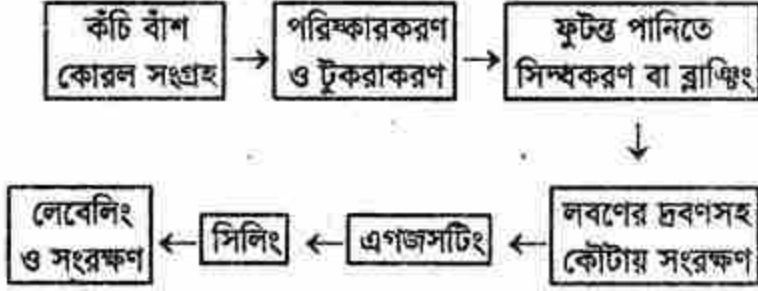 কঁচি বাঁশ
কোরল সংগ্রহ
পরিষ্কারকরণ
ও টুকরাকরণ
ফুটন্ত পানিতে
সিদ্ধকরণ বা ব্লাঞ্চিং
লবণের দ্রবণসহ
কৌটায় সংরক্ষণ
এগজসটিং
সিলিং
লেবেলিং
ও সংরক্ষণ